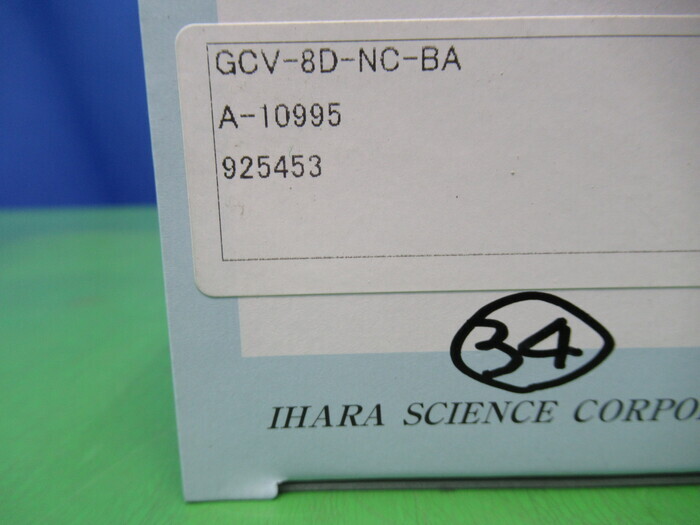 GCV-8D-NC-BA
A-10995
925453
34
IHARA SCIENCE CORPO